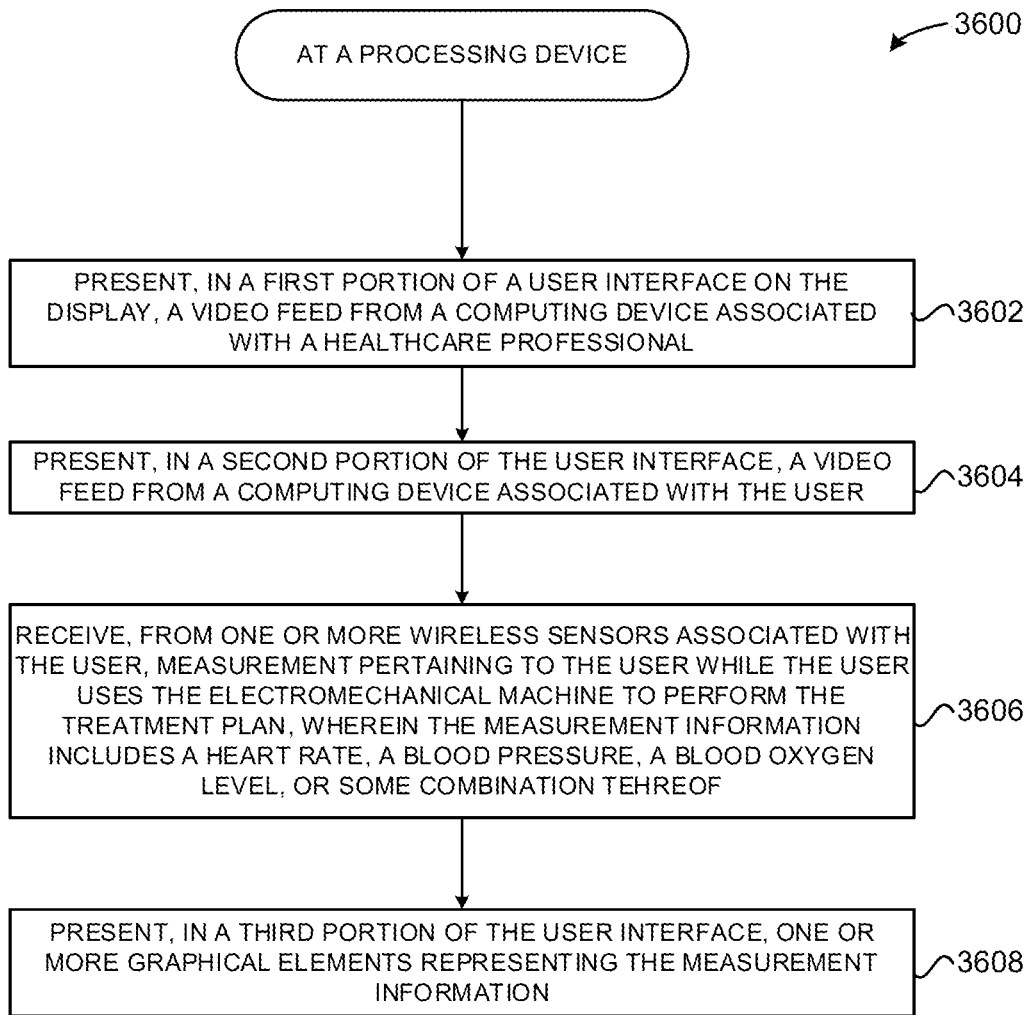 3600
AT A PROCESSING DEVICE
PRESENT, IN A FIRST PORTION OF A USER INTERFACE ON THE
DISPLAY, A VIDEO FEED FROM A COMPUTING DEVICE ASSOCIATED
WITH A HEALTHCARE PROFESSIONAL
3602
PRESENT, IN A SECOND PORTION OF THE USER INTERFACE, A VIDEO
FEED FROM A COMPUTING DEVICE ASSOCIATED WITH THE USER
3604
RECEIVE, FROM ONE OR MORE WIRELESS SENSORS ASSOCIATED WITH
THE USER, MEASUREMENT PERTAINING TO THE USER WHILE THE USER
USES THE ELECTROMECHANICAL MACHINE TO PERFORM THE
TREATMENT PLAN, WHEREIN THE MEASUREMENT INFORMATION
INCLUDES A HEART RATE, A BLOOD PRESSURE, A BLOOD OXYGEN
LEVEL, OR SOME COMBINATION TEHREOF
3606
PRESENT, IN A THIRD PORTION OF THE USER INTERFACE, ONE OR
MORE GRAPHICAL ELEMENTS REPRESENTING THE MEASUREMENT
INFORMATION
3608